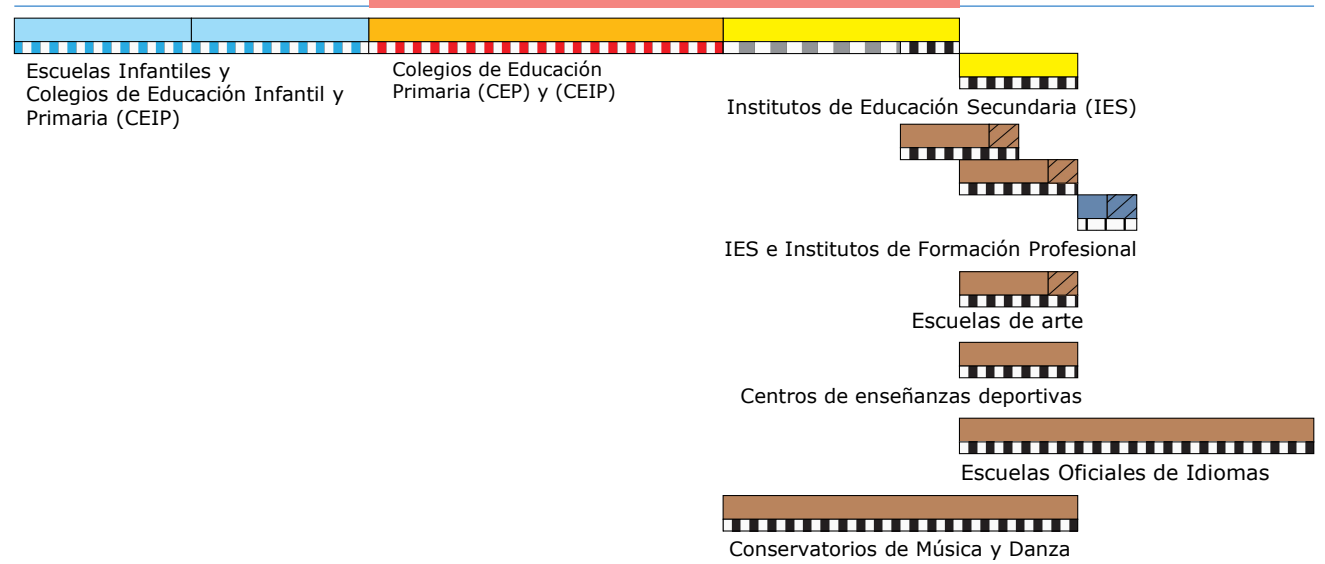 Escuelas Infantiles y
Colegios de Educación Infantil y
Primaria (CEIP)
Colegios de Educación
Primaria (CEP) y (CEIP)
Institutos de Educación Secundaria (IES)
IES e Institutos de Formación Profesional
Escuelas de arte
Centros de enseñanzas deportivas
Escuelas Oficiales de Idiomas
Conservatorios de Música y Danza